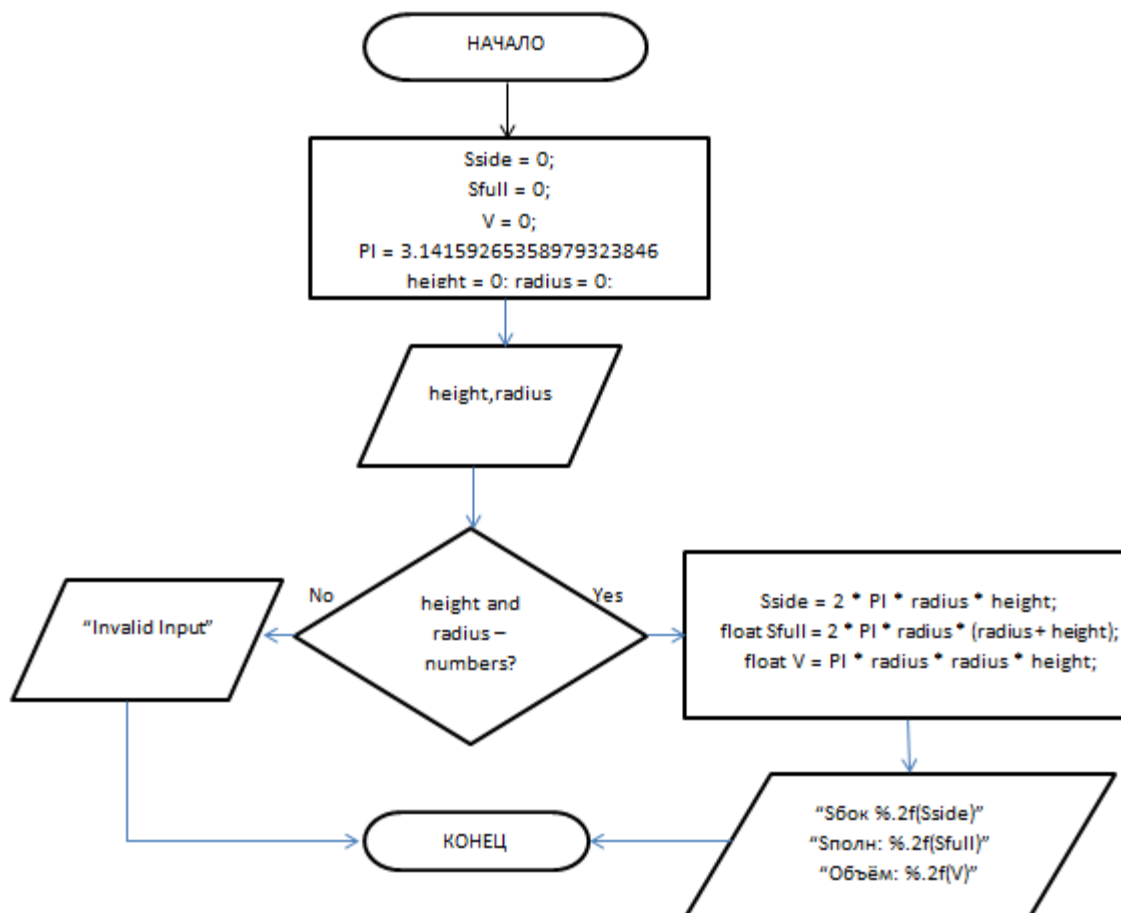 НАЧАЛО
Sside = 0;
Sfull = 0;
V = 0;
PI = 3.14159265358979323846
height = 0; radius = 0;
height,radius
No
height and
radius –
numbers?
Yes
“Invalid Input”
Sside = 2 * PI * radius * height;
float Sfull = 2 * PI * radius * (radius + height);
float V = PI * radius * radius * height;
КОНЕЦ
“Sбок %.2f(Sside)”
“Sполн: %.2f(Sfull)”
“Объём: %.2f(V)”